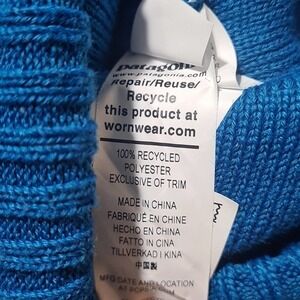 patagonia
www.patagonia.com
Repair/Reuse/
Recycle
this product at
wornwear.com
100% RECYCLED
POLYESTER
EXCLUSIVE OF TRIM
MADE IN CHINA
FABRIQUÉ EN CHINE
HECHO EN CHINA
FATTO IN CINA
TILLVERKAD I KINA
中国製
MFG DATE AND LOCATION